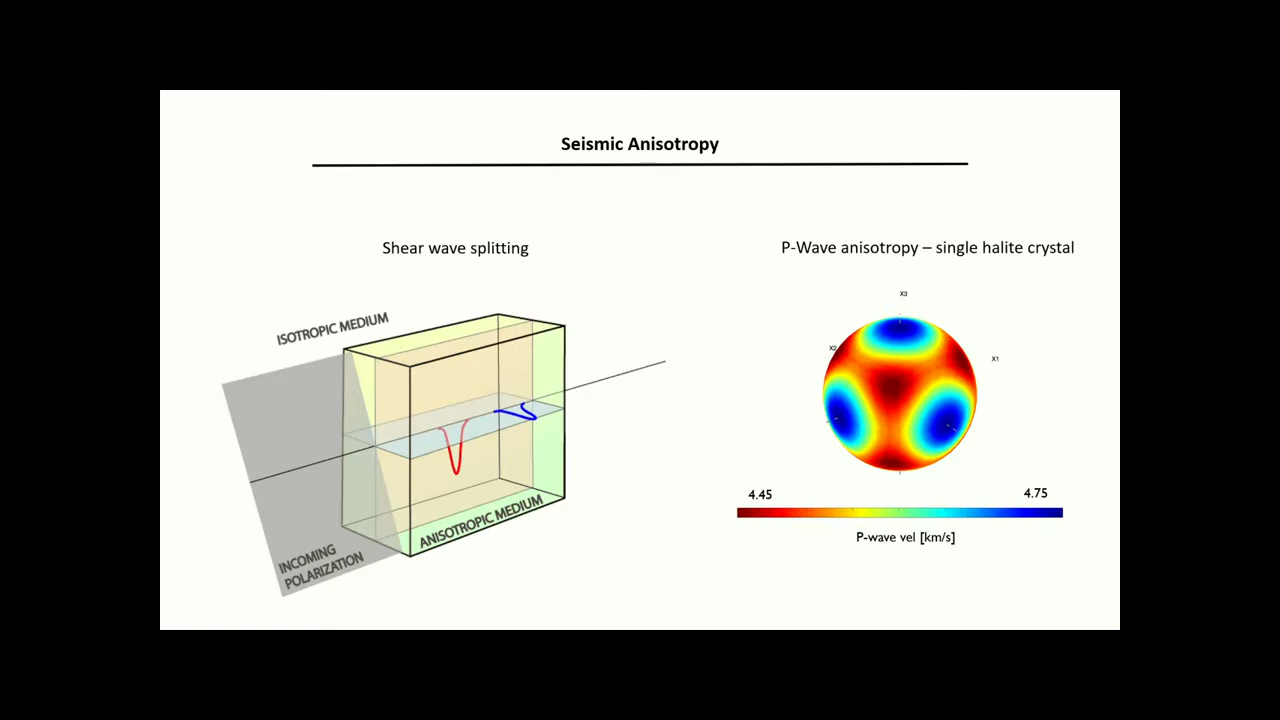 Seismic Anisotropy
Shear wave splitting
ISOTROPIC MEDIUM
INCOMING
POLARIZATION
ANISOTROPIC MEDIUM
P-Wave anisotropy – single halite crystal
X3
X2
X1
4.45
4.75
P-wave vel [km/s]